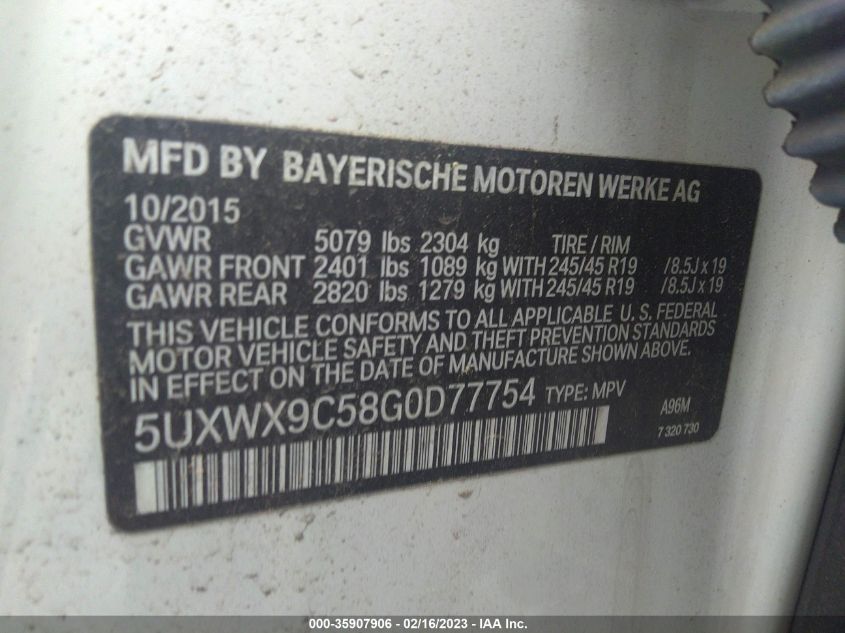 MFD BY BAYERISCHE MOTOREN WERKE AG
10/2015
GVWR 5079 lbs 2304 kg TIRE / RIM
GAWR FRONT 2401 lbs 1089 kg WITH 245/45 R19 /8.5J x 19
GAWR REAR 2820 lbs 1279 kg WITH 245/45 R19 /8.5J x 19
THIS VEHICLE CONFORMS TO ALL APPLICABLE U. S. FEDERAL
MOTOR VEHICLE SAFETY AND THEFT PREVENTION STANDARDS
IN EFFECT ON THE DATE OF MANUFACTURE SHOWN ABOVE.
5UXWX9C58G0D77754 TYPE: MPV A96M
7 320 730
000-35907906 - 02/16/2023 - IAA Inc.